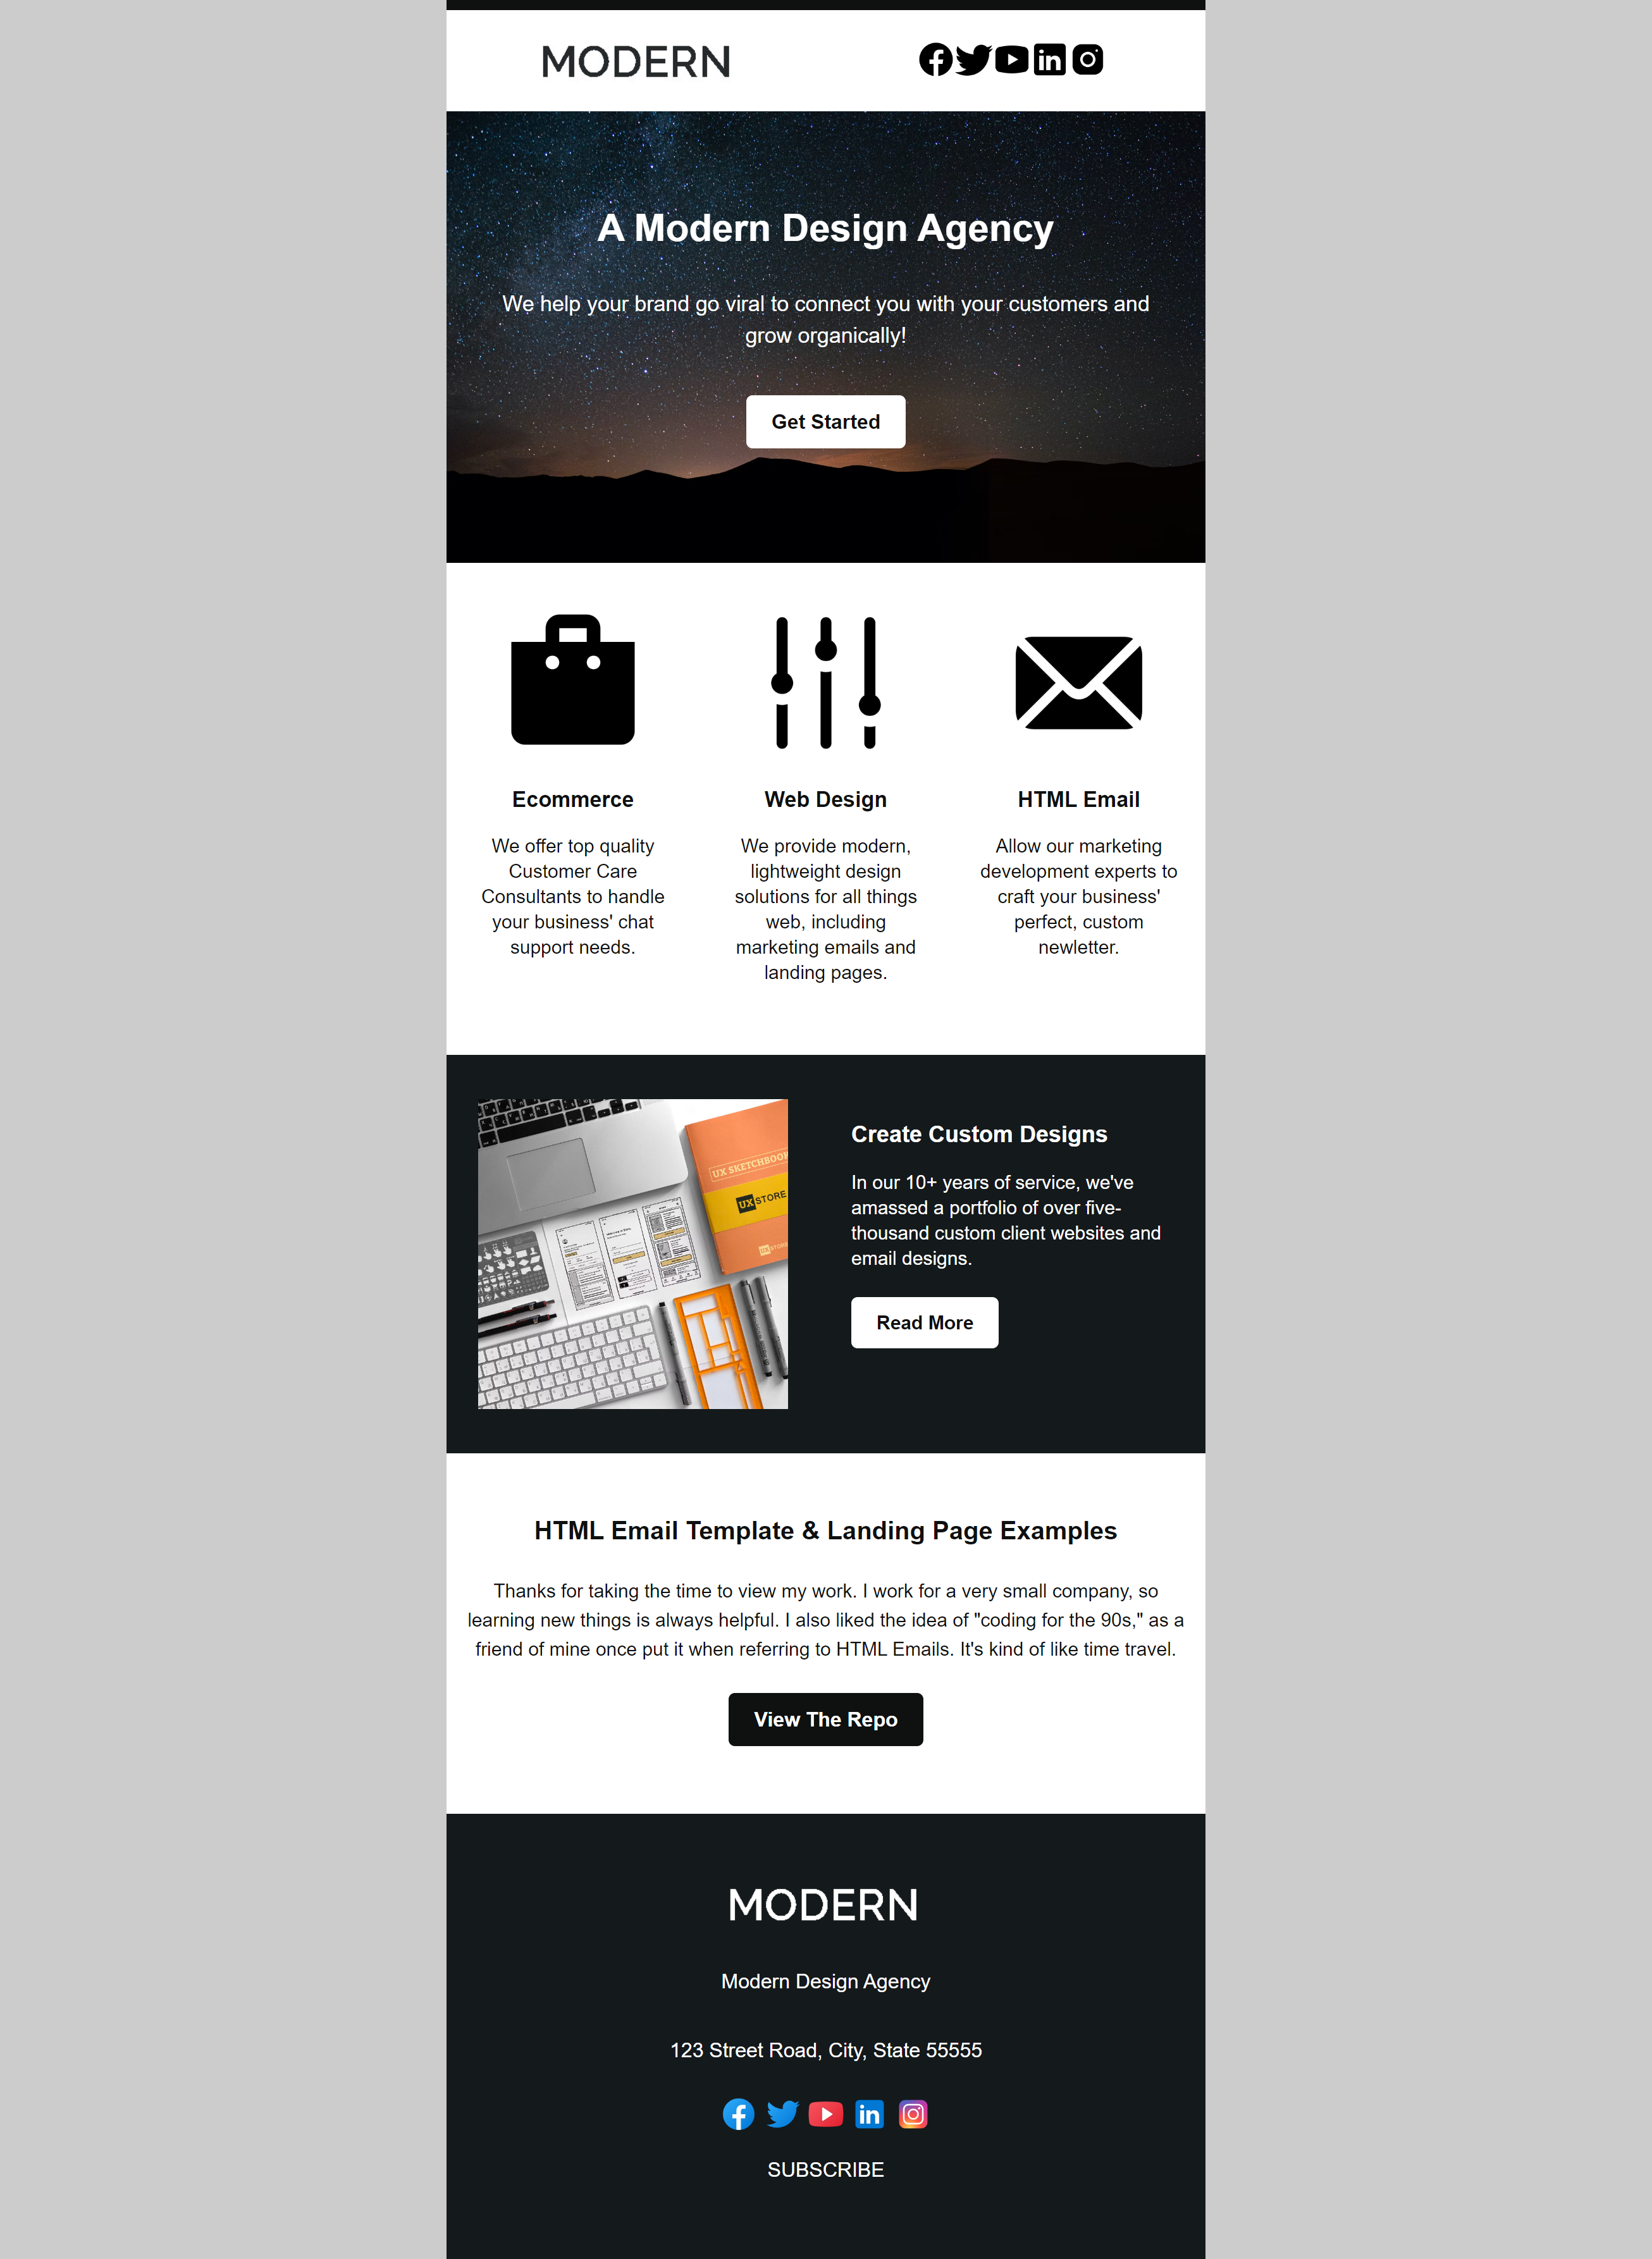 MODERN
A Modern Design Agency
We help your brand go viral to connect you with your customers and
grow organically!
Get Started
Ecommerce
We offer top quality
Customer Care
Consultants to handle
your business' chat
support needs.
Web Design
We provide modern,
lightweight design
solutions for all things
web, including
marketing emails and
landing pages.
HTML Email
Allow our marketing
development experts to
craft your business'
perfect, custom
newletter.
UX SKETCHBOOK
UX STORE
UX STORE
Create Custom Designs
In our 10+ years of service, we've
amassed a portfolio of over five-
thousand custom client websites and
email designs.
Read More
HTML Email Template & Landing Page Examples
Thanks for taking the time to view my work. I work for a very small company, so
learning new things is always helpful. I also liked the idea of "coding for the 90s," as a
friend of mine once put it when referring to HTML Emails. It's kind of like time travel.
View The Repo
MODERN
Modern Design Agency
123 Street Road, City, State 55555
SUBSCRIBE